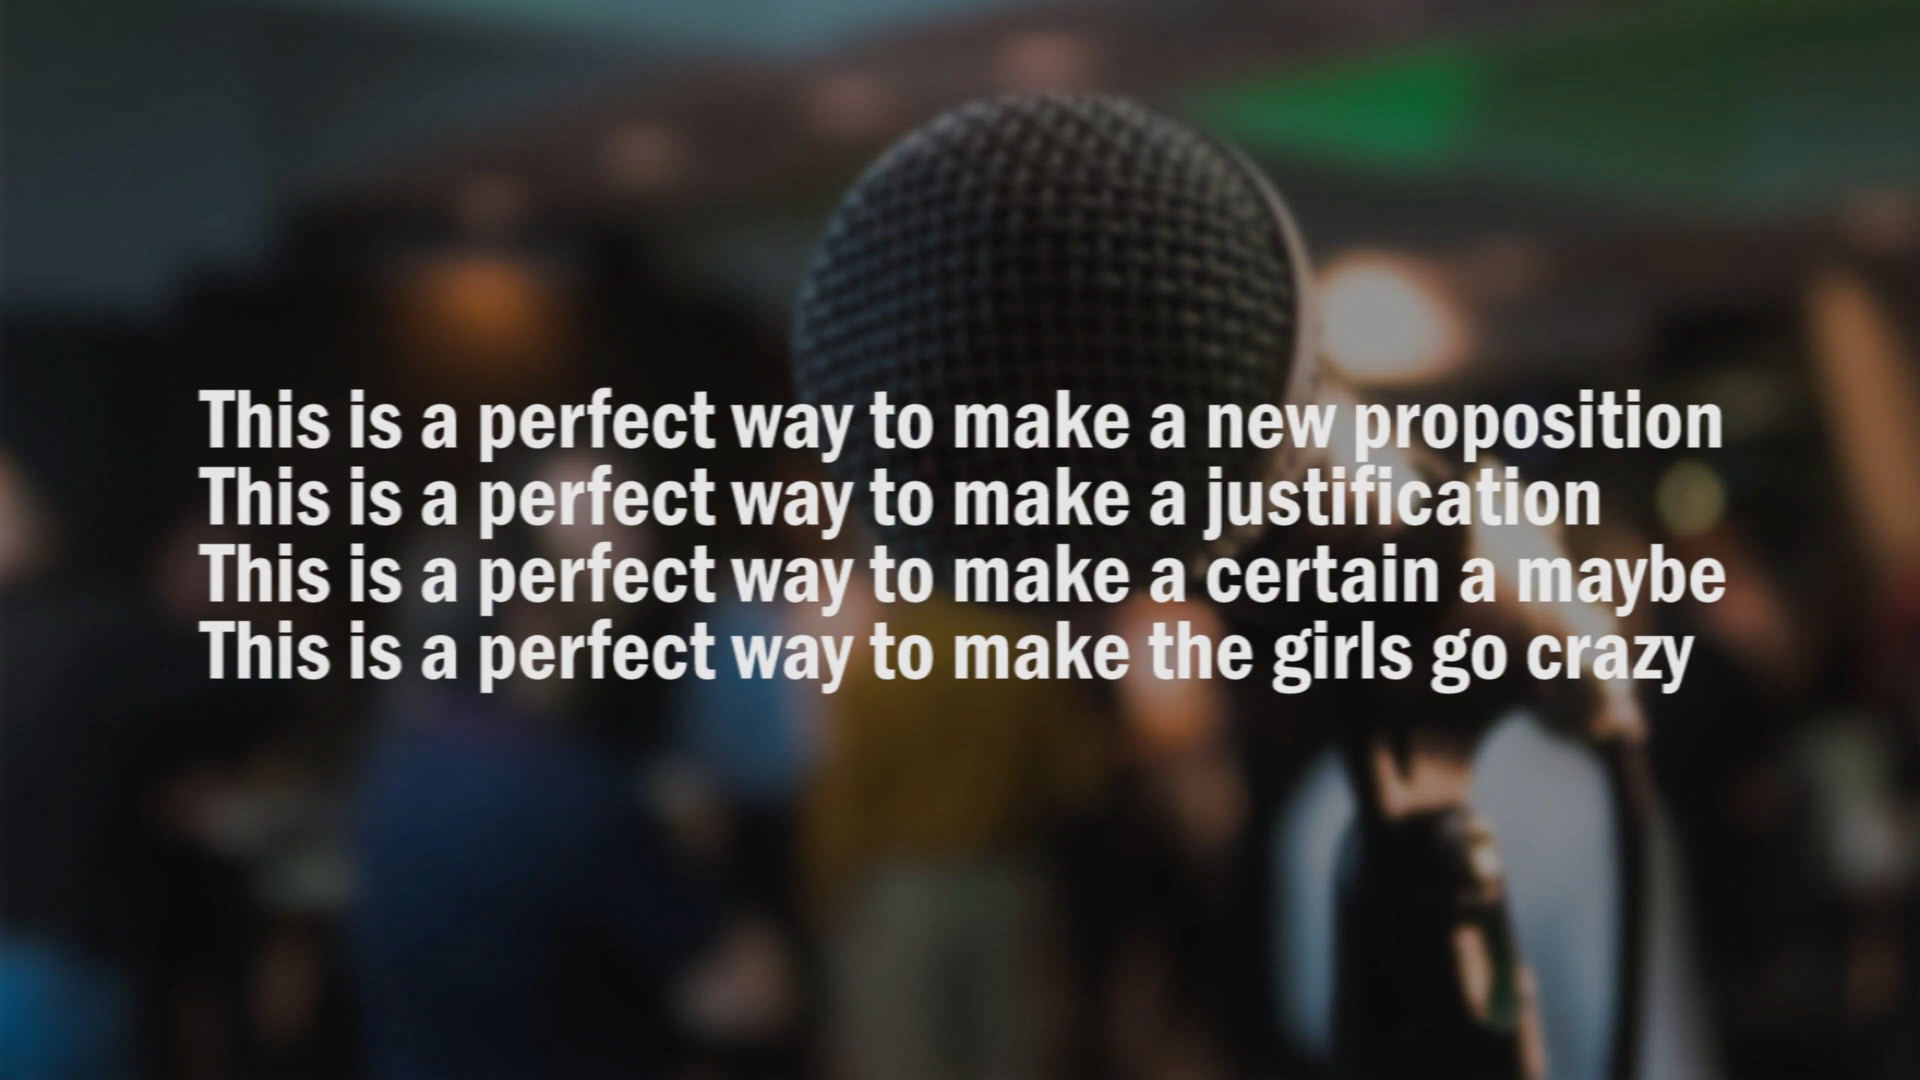 This is a perfect way to make a new proposition
This is a perfect way to make a justification
This is a perfect way to make a certain a maybe
This is a perfect way to make the girls go crazy